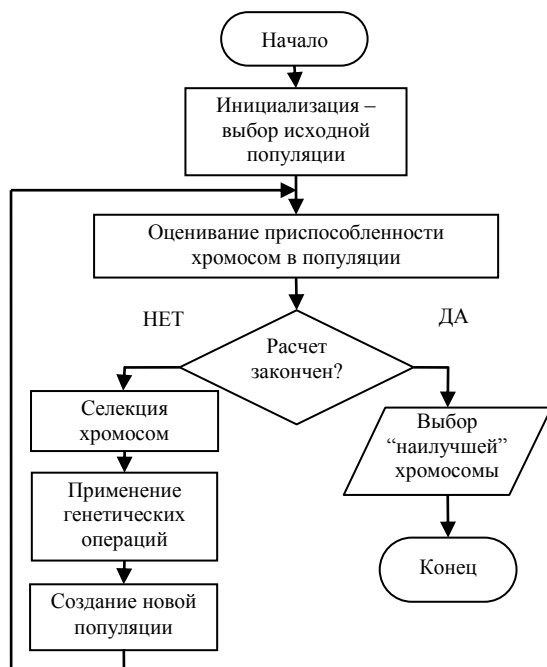 Начало
Инициализация –
выбор исходной
популяции
Оценивание приспособленности
хромосом в популяции
НЕТ
ДА
Расчет
закончен?
Селекция
хромосом
Выбор
“наилучшей”
хромосомы
Применение
генетических
операций
Конец
Создание новой
популяции